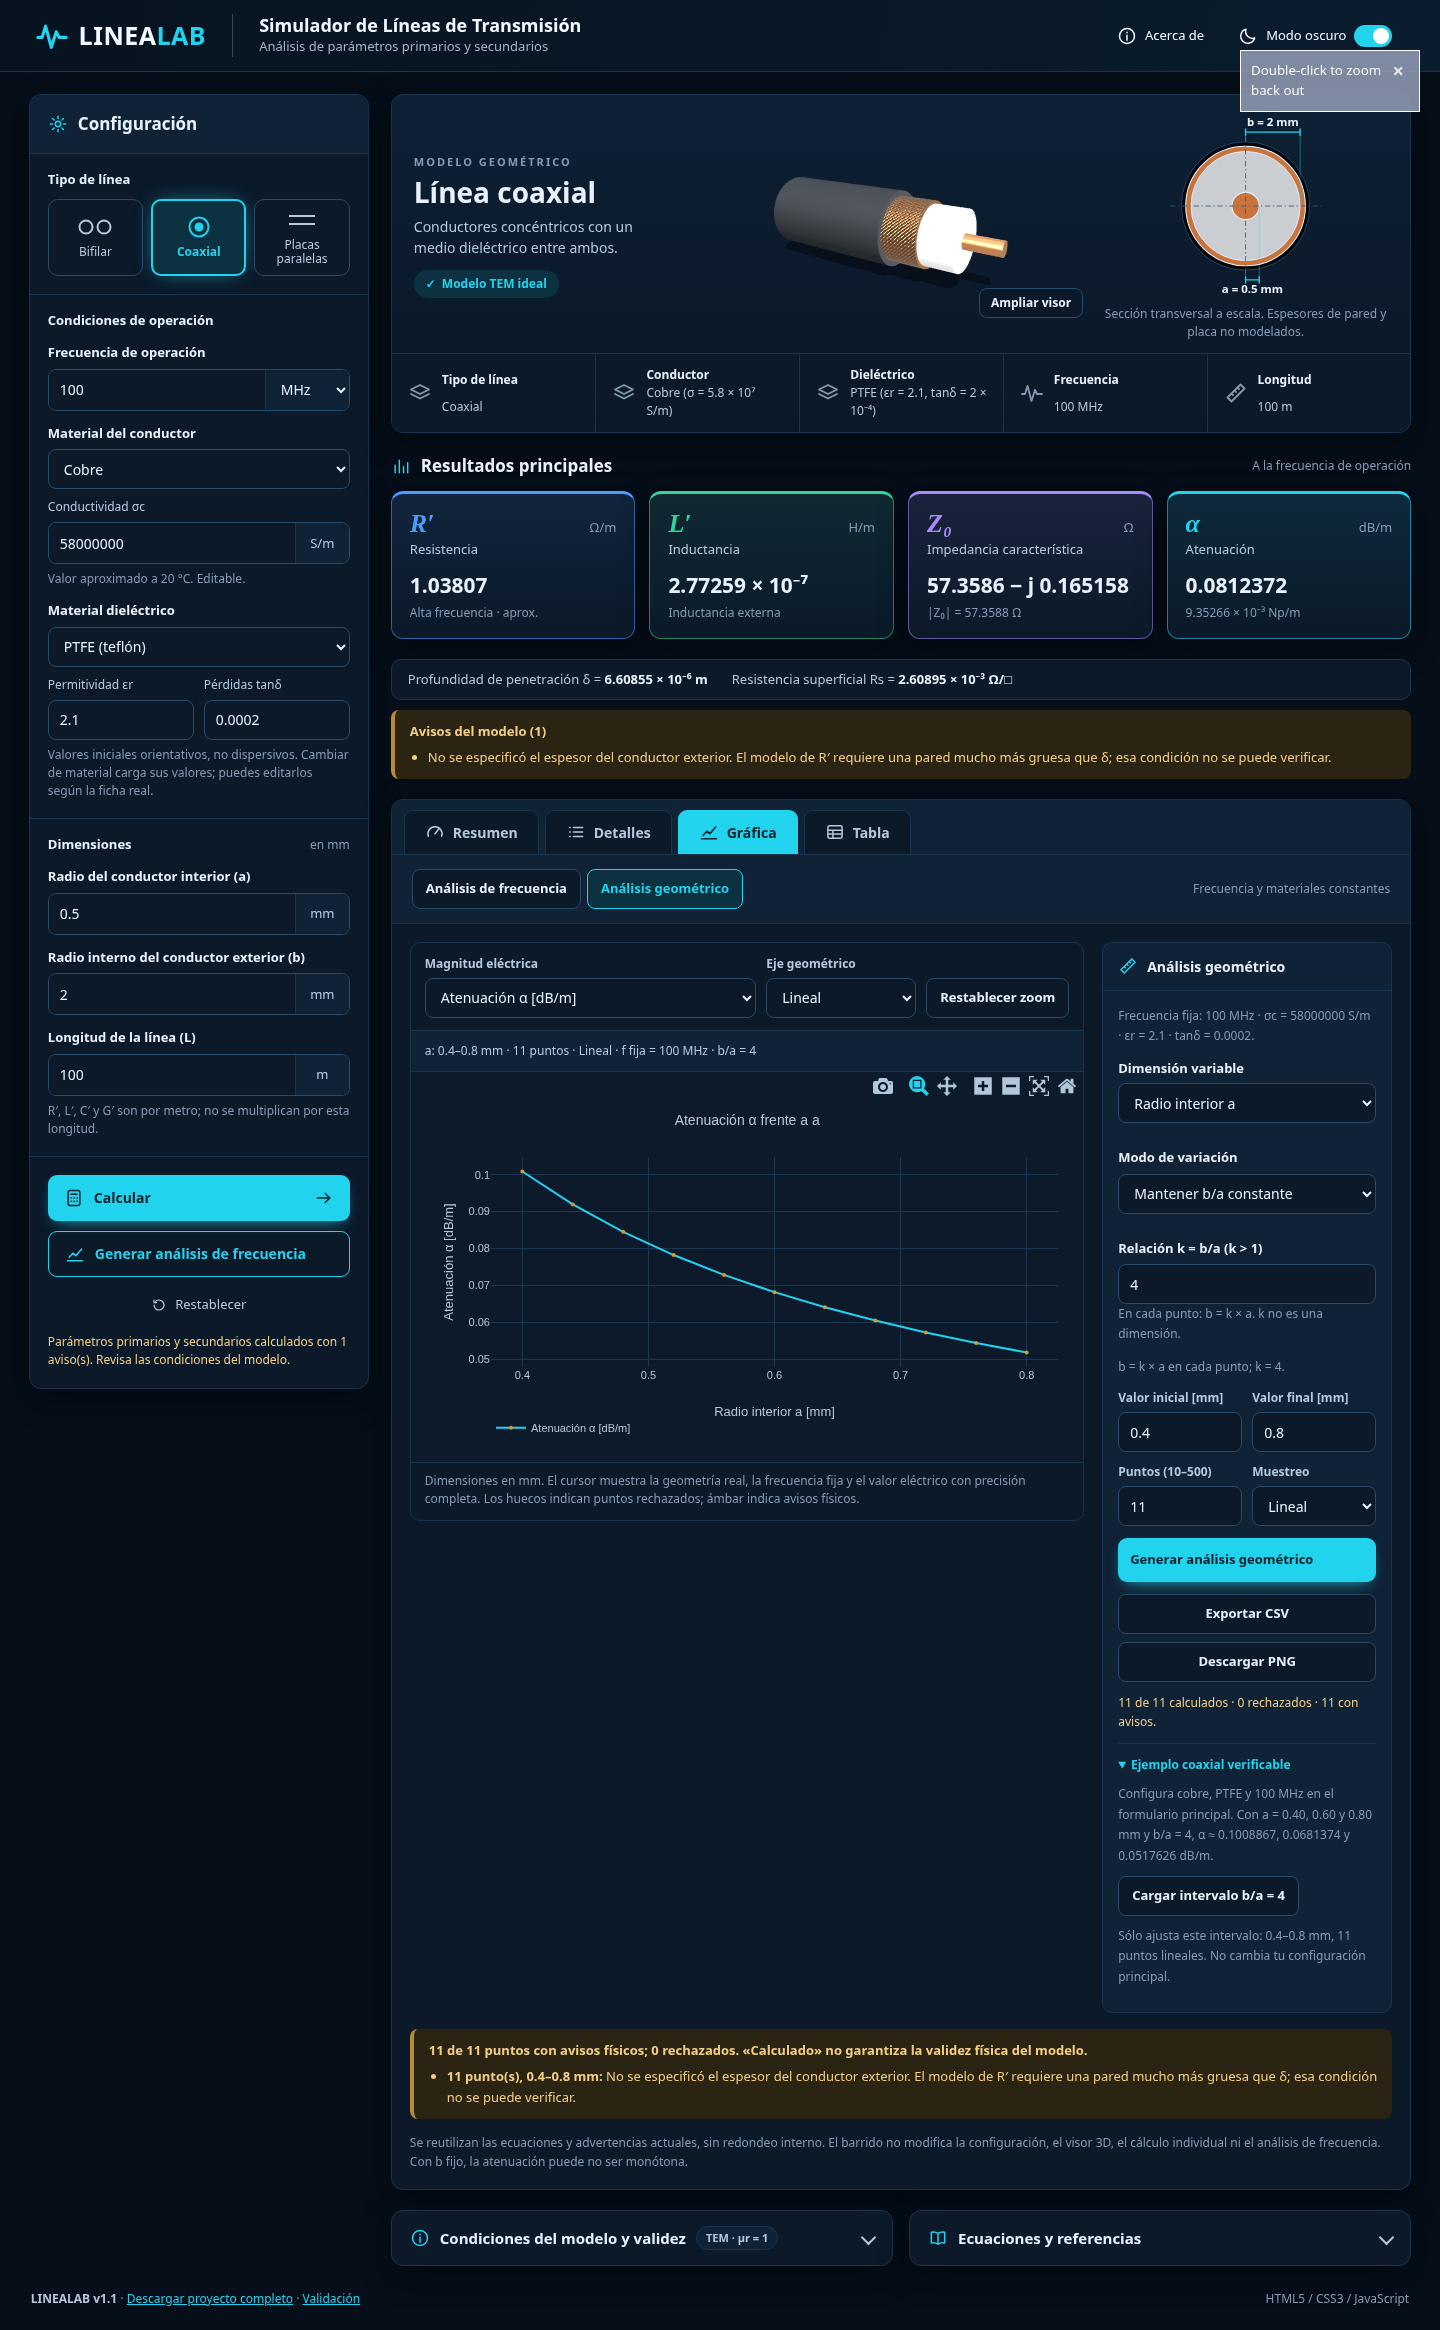 LINEALAB
Simulador de Líneas de Transmisión
Análisis de parámetros primarios y secundarios
Acerca de
Modo oscuro
Double-click to zoom
back out
×
Configuración
Tipo de línea
Bifilar
Coaxial
Placas
paralelas
Condiciones de operación
Frecuencia de operación
100 MHz
Material del conductor
Cobre
Conductividad σc
58000000 S/m
Valor aproximado a 20 °C. Editable.
Material dieléctrico
PTFE (teflón)
Permitividad εr
Pérdidas tanδ
2.1
0.0002
Valores iniciales orientativos, no dispersivos. Cambiar
de material carga sus valores; puedes editarlos
según la ficha real.
Dimensiones en mm
Radio del conductor interior (a)
0.5 mm
Radio interno del conductor exterior (b)
2 mm
Longitud de la línea (L)
100 m
R′, L′, C′ y G′ son por metro; no se multiplican por esta
longitud.
Calcular →
Generar análisis de frecuencia
Restablecer
Parámetros primarios y secundarios calculados con 1
aviso(s). Revisa las condiciones del modelo.
MODELO GEOMÉTRICO
Línea coaxial
Conductores concéntricos con un
medio dieléctrico entre ambos.
✓ Modelo TEM ideal
Ampliar visor
b = 2 mm
a = 0.5 mm
Sección transversal a escala. Espesores de pared y
placa no modelados.
Tipo de línea
Coaxial
Conductor
Cobre (σ = 5.8 × 10⁷
S/m)
Dieléctrico
PTFE (εr = 2.1, tanδ = 2 ×
10⁻⁴)
Frecuencia
100 MHz
Longitud
100 m
Resultados principales
A la frecuencia de operación
R′ Ω/m
Resistencia
1.03807
Alta frecuencia · aprox.
L′ H/m
Inductancia
2.77259 × 10⁻⁷
Inductancia externa
Z₀ Ω
Impedancia característica
57.3586 − j 0.165158
|Z₀| = 57.3588 Ω
α dB/m
Atenuación
0.0812372
9.35266 × 10⁻³ Np/m
Profundidad de penetración δ = 6.60855 × 10⁻⁶ m Resistencia superficial Rs = 2.60895 × 10⁻³ Ω/□
Avisos del modelo (1)
• No se especificó el espesor del conductor exterior. El modelo de R′ requiere una pared mucho más gruesa que δ; esa condición no se puede verificar.
Resumen
Detalles
Gráfica
Tabla
Análisis de frecuencia
Análisis geométrico
Frecuencia y materiales constantes
Magnitud eléctrica
Atenuación α [dB/m]
Eje geométrico
Lineal
Restablecer zoom
a: 0.4–0.8 mm · 11 puntos · Lineal · f fija = 100 MHz · b/a = 4
Atenuación α frente a a
Atenuación α [dB/m]
0.1
0.09
0.08
0.07
0.06
0.05
0.4 0.5 0.6 0.7 0.8
Radio interior a [mm]
Atenuación α [dB/m]
Dimensiones en mm. El cursor muestra la geometría real, la frecuencia fija y el valor eléctrico con precisión
completa. Los huecos indican puntos rechazados; ámbar indica avisos físicos.
Análisis geométrico
Frecuencia fija: 100 MHz · σc = 58000000 S/m
· εr = 2.1 · tanδ = 0.0002.
Dimensión variable
Radio interior a
Modo de variación
Mantener b/a constante
Relación k = b/a (k > 1)
4
En cada punto: b = k × a. k no es una
dimensión.
b = k × a en cada punto; k = 4.
Valor inicial [mm]
Valor final [mm]
0.4
0.8
Puntos (10–500)
Muestreo
11
Lineal
Generar análisis geométrico
Exportar CSV
Descargar PNG
11 de 11 calculados · 0 rechazados · 11 con
avisos.
▼ Ejemplo coaxial verificable
Configura cobre, PTFE y 100 MHz en el
formulario principal. Con a = 0.40, 0.60 y 0.80
mm y b/a = 4, α ≈ 0.1008867, 0.0681374 y
0.0517626 dB/m.
Cargar intervalo b/a = 4
Sólo ajusta este intervalo: 0.4–0.8 mm, 11
puntos lineales. No cambia tu configuración
principal.
11 de 11 puntos con avisos físicos; 0 rechazados. «Calculado» no garantiza la validez física del modelo.
• 11 punto(s), 0.4–0.8 mm: No se especificó el espesor del conductor exterior. El modelo de R′ requiere una pared mucho más gruesa que δ; esa condición
no se puede verificar.
Se reutilizan las ecuaciones y advertencias actuales, sin redondeo interno. El barrido no modifica la configuración, el visor 3D, el cálculo individual ni el análisis de frecuencia.
Con b fijo, la atenuación puede no ser monótona.
Condiciones del modelo y validez TEM · μr = 1
Ecuaciones y referencias
LINEALAB v1.1 · Descargar proyecto completo · Validación
HTML5 / CSS3 / JavaScript